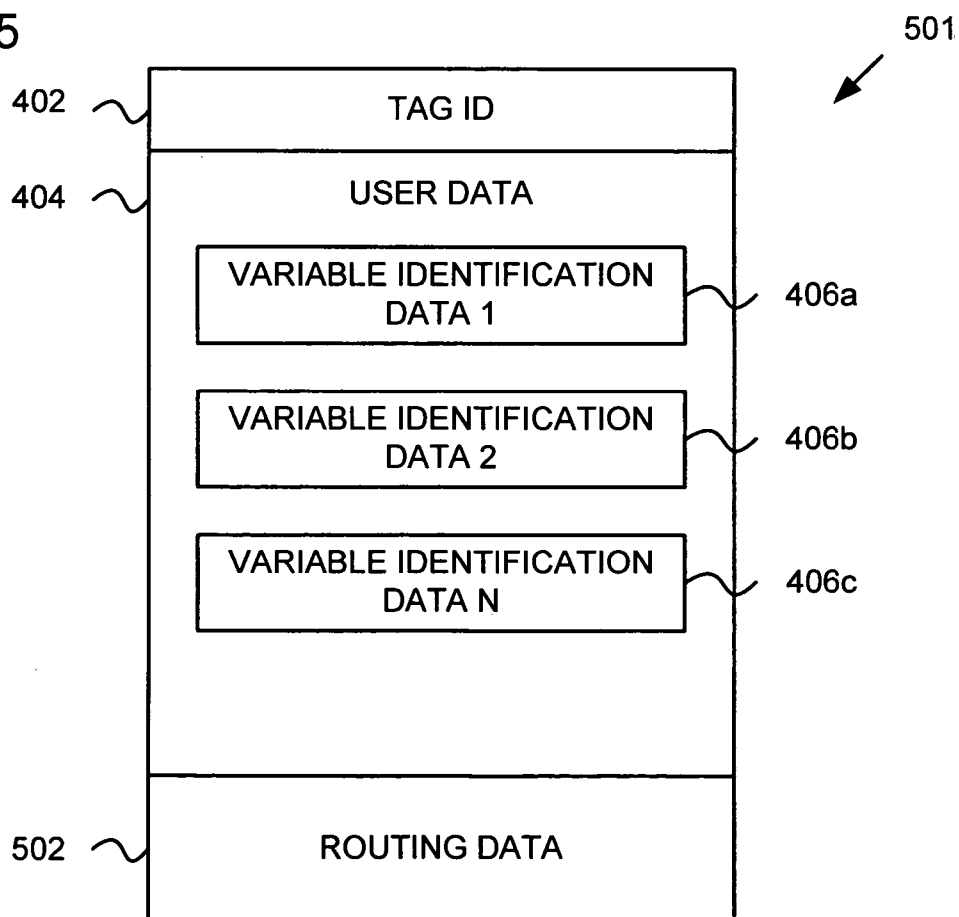 5
501
402
TAG ID
404
USER DATA
VARIABLE IDENTIFICATION
DATA 1
406a
VARIABLE IDENTIFICATION
DATA 2
406b
VARIABLE IDENTIFICATION
DATA N
406c
502
ROUTING DATA